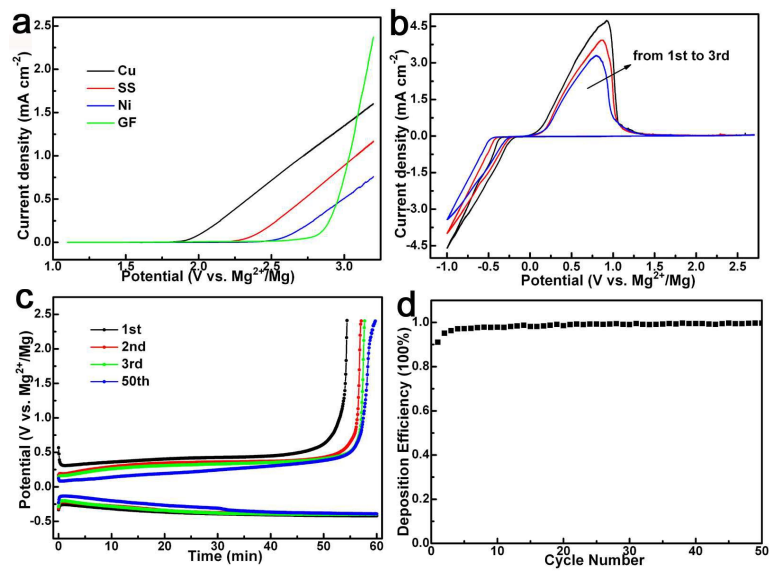 a
Current density (mA cm⁻²)
2.5
2.0
1.5
1.0
0.5
0.0
Cu
SS
Ni
GF
1.0 1.5 2.0 2.5 3.0
Potential (V vs. Mg²⁺/Mg)
b
Current density (mA cm⁻²)
4.5
3.0
1.5
0.0
-1.5
-3.0
-4.5
from 1st to 3rd
-1.0 -0.5 0.0 0.5 1.0 1.5 2.0 2.5
Potential (V vs. Mg²⁺/Mg)
c
Potential (V vs. Mg²⁺/Mg)
2.5
2.0
1.5
1.0
0.5
0.0
-0.5
1st
2nd
3rd
50th
0 10 20 30 40 50 60
Time (min)
d
Deposition Efficiency (100%)
1.0
0.8
0.6
0.4
0.2
0.0
0 10 20 30 40 50
Cycle Number